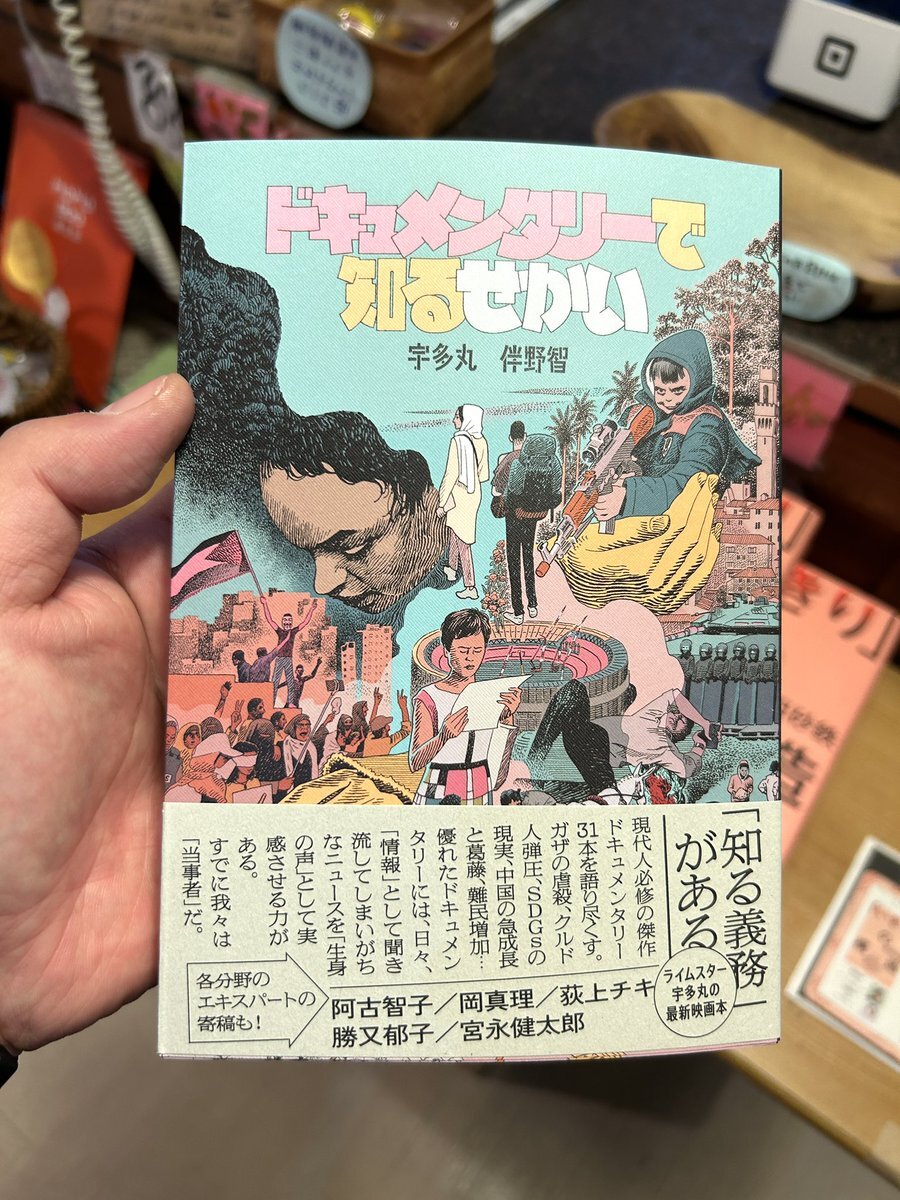 ドキュメンタリーで
知るせかい
宇多丸 伴野智
「知る義務」
がある
現代人必修の傑作
ドキュメンタリー
31本を語り尽くす。
ガザの虐殺、クルド
人弾圧、SDGsの
現実、中国の急成長
と葛藤、難民増加…
優れたドキュメン
タリーには、日々、
「情報」として聞き
流してしまいがち
なニュースを「生身
の声」として実
感させる力が
ある。
すでに我々は
「当事者」だ。
各分野の
エキスパートの
寄稿も!
阿古智子/岡真理/荻上チキ
勝又郁子/宮永健太郎
ライムスター
宇多丸の
最新映画本